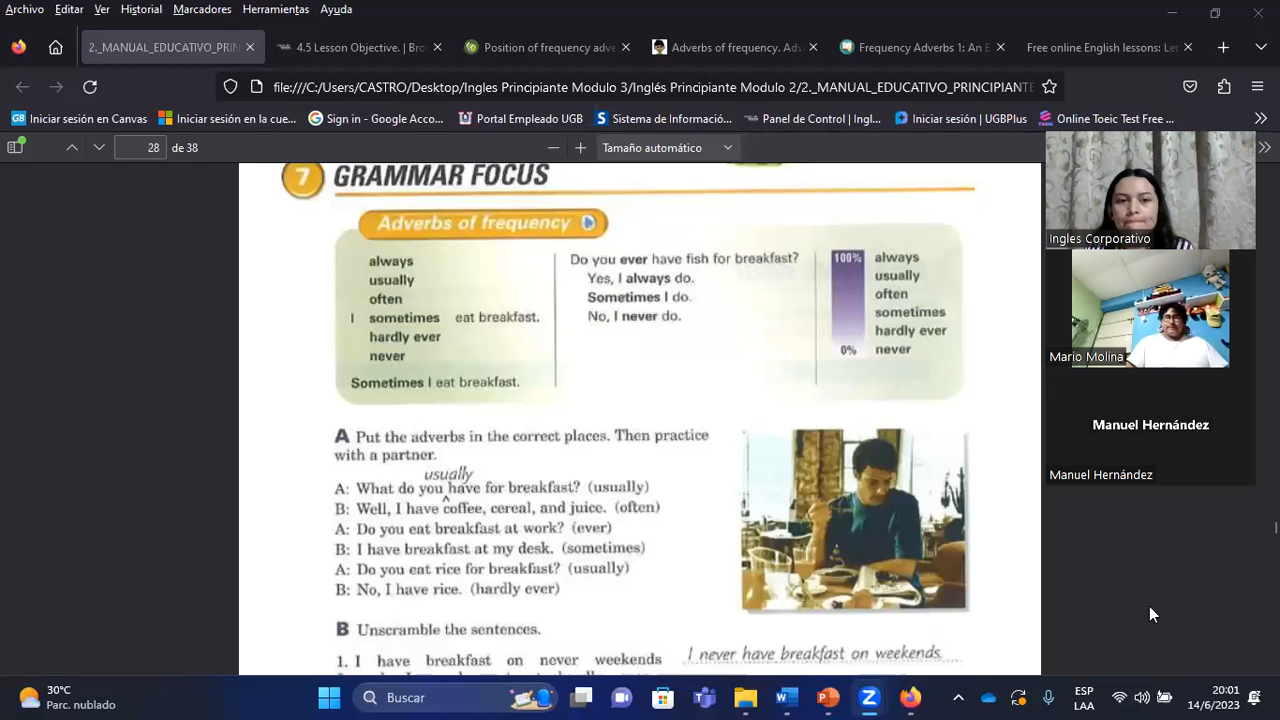 Archivo Editar Ver Historial Marcadores Herramientas Ayuda
2._MANUAL_EDUCATIVO_PRIN
4.5 Lesson Objective. | Bro
Position of frequency adve
Adverbs of frequency. Adv
Frequency Adverbs 1: An E
Free online English lessons: Let
file:///C:/Users/CASTRO/Desktop/Ingles Principiante Modulo 3/Inglés Principiante Modulo 2/2._MANUAL_EDUCATIVO_PRINCIPIANTE
GB Iniciar sesión en Canvas
Iniciar sesión en la cue...
Sign in - Google Acco...
Portal Empleado UGB
S Sistema de Informació...
Panel de Control | Ingl...
Iniciar sesión | UGBPlus
Online Toeic Test Free ...
28 de 38
Tamaño automático
7 GRAMMAR FOCUS
Adverbs of frequency
always
usually
often
I sometimes eat breakfast.
hardly ever
never
Sometimes I eat breakfast.
Do you ever have fish for breakfast?
Yes, I always do.
Sometimes I do.
No, I never do.
100% always
usually
often
sometimes
hardly ever
0% never
A Put the adverbs in the correct places. Then practice
with a partner.
usually
A: What do you ^ have for breakfast? (usually)
B: Well, I have coffee, cereal, and juice. (often)
A: Do you eat breakfast at work? (ever)
B: I have breakfast at my desk. (sometimes)
A: Do you eat rice for breakfast? (usually)
B: No, I have rice. (hardly ever)
B Unscramble the sentences.
1. I have breakfast on never weekends I never have breakfast on weekends.
Ingles Corporativo
Mario Molina
Manuel Hernández
Manuel Hernández
30°C
Parc. nublado
Buscar
ESP
LAA
20:01
14/6/2023